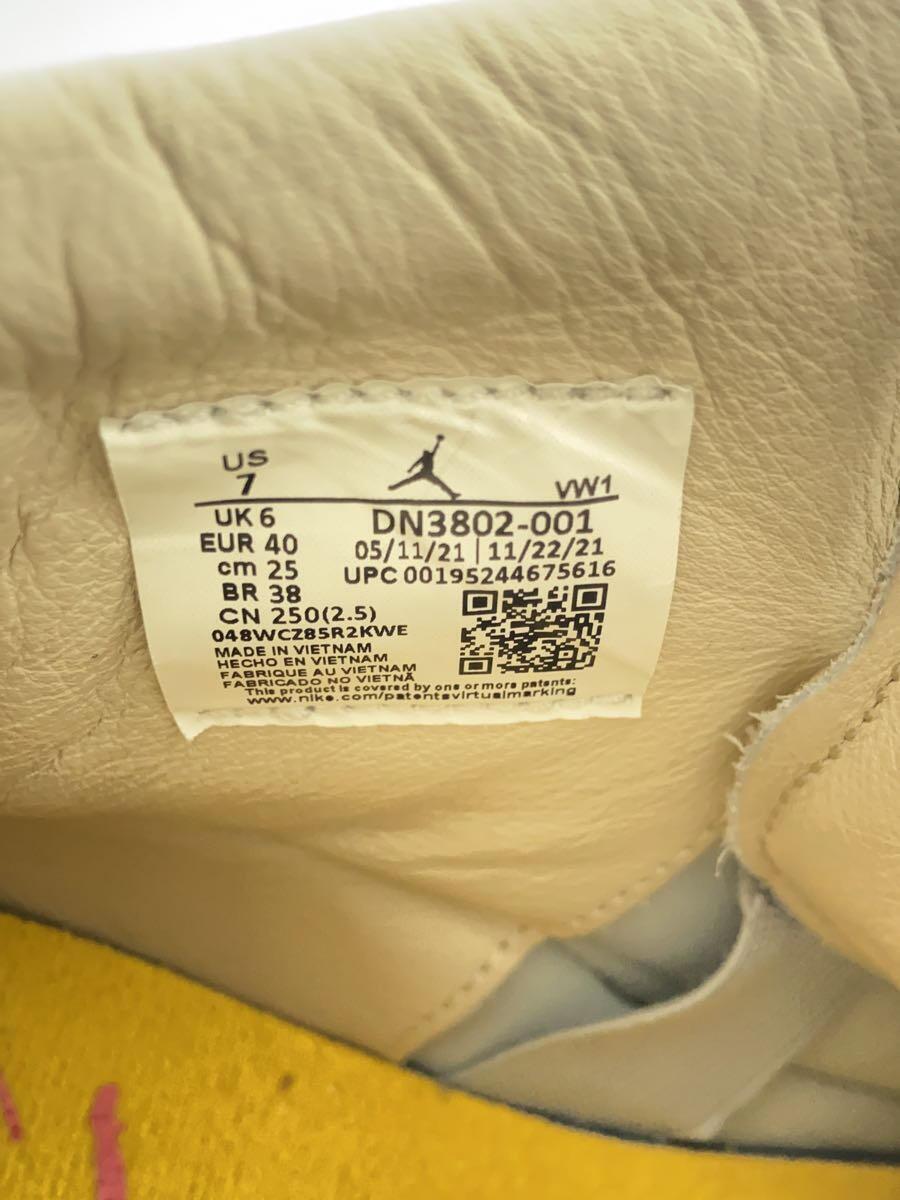 US
7
VW1
UK 6
DN3802-001
EUR 40
05/11/21 | 11/22/21
cm 25
UPC 00195244675616
BR 38
CN 250(2.5)
048WCZ85R2KWE
MADE IN VIETNAM
HECHO EN VIETNAM
FABRIQUE AU VIETNAM
FABRICADO NO VIETNÃ
This product is covered by one or more patents:
www.nike.com/patentsvirtualmarking